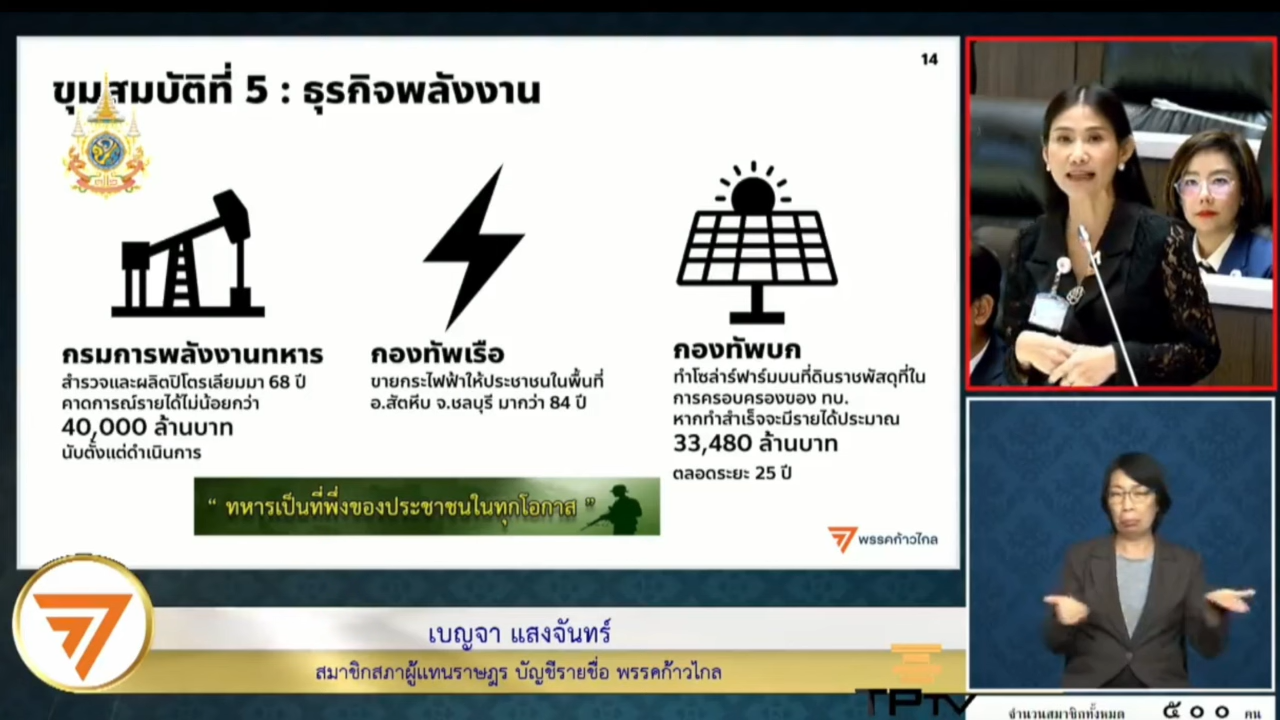 14
ขุมสมบัติที่ 5 : ธุรกิจพลังงาน
กรมการพลังงานทหาร
สำรวจและผลิตปิโตรเลียมมา 68 ปี
คาดการณ์รายได้ไม่น้อยกว่า
40,000 ล้านบาท
นับตั้งแต่ดำเนินการ
กองทัพเรือ
ขายกระไฟฟ้าให้ประชาชนในพื้นที่
อ.สัตหีบ จ.ชลบุรี มากว่า 84 ปี
กองทัพบก
ทำโซล่าร์ฟาร์มบนที่ดินราชพัสดุที่ใน
การครอบครองของ ทบ.
หากทำสำเร็จจะมีรายได้ประมาณ
33,480 ล้านบาท
ตลอดระยะ 25 ปี
“ ทหารเป็นที่พึ่งของประชาชนในทุกโอกาส ”
พรรคก้าวไกล
เบญจา แสงจันทร์
สมาชิกสภาผู้แทนราษฎร บัญชีรายชื่อ พรรคก้าวไกล
TPTV
จำนวนสมาชิกทั้งหมด ๕๐๐ คน